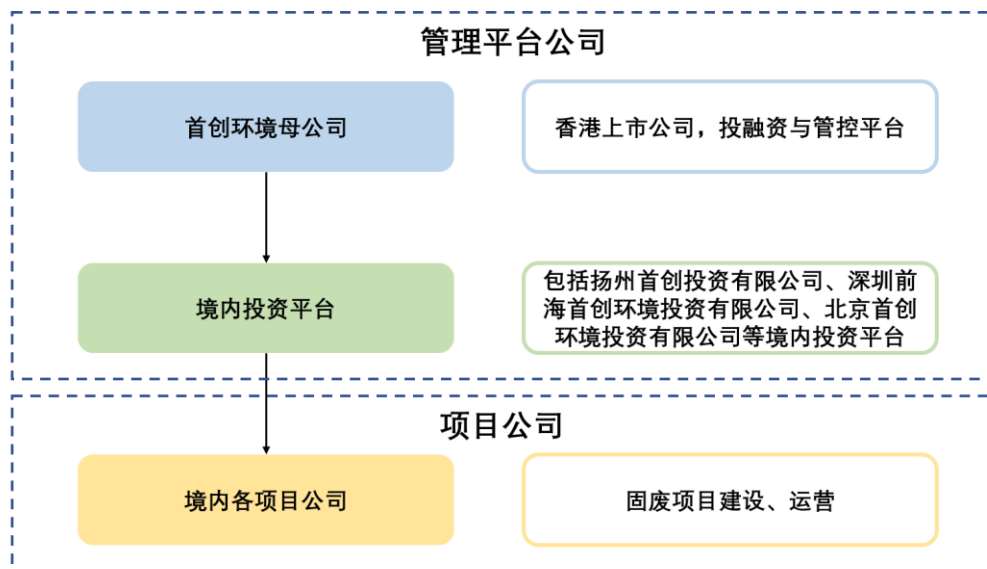 管理平台公司
首创环境母公司
香港上市公司，投融资与管控平台
境内投资平台
包括扬州首创投资有限公司、深圳前
海首创环境投资有限公司、北京首创
环境投资有限公司等境内投资平台
项目公司
境内各项目公司
固废项目建设、运营